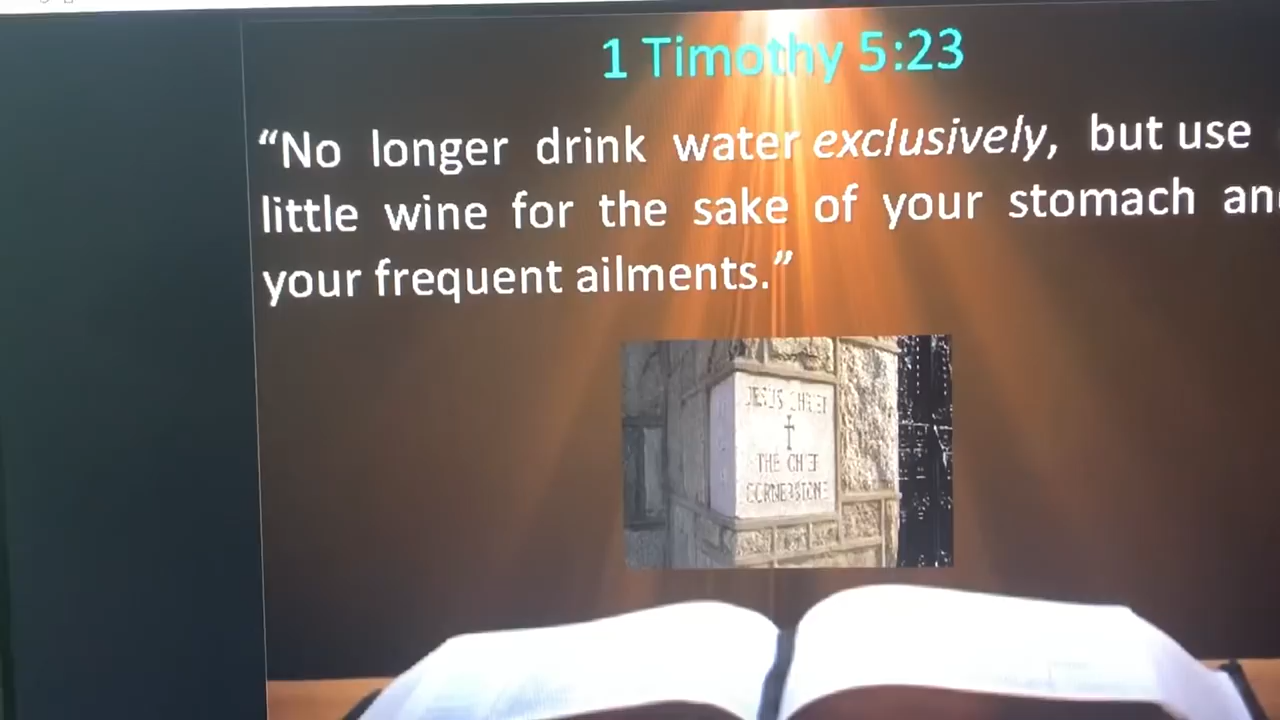 1 Timothy 5:23
“No longer drink water exclusively, but use
little wine for the sake of your stomach an
your frequent ailments.”
JESUS CHRIST
THE CHIEF
CORNERSTONE